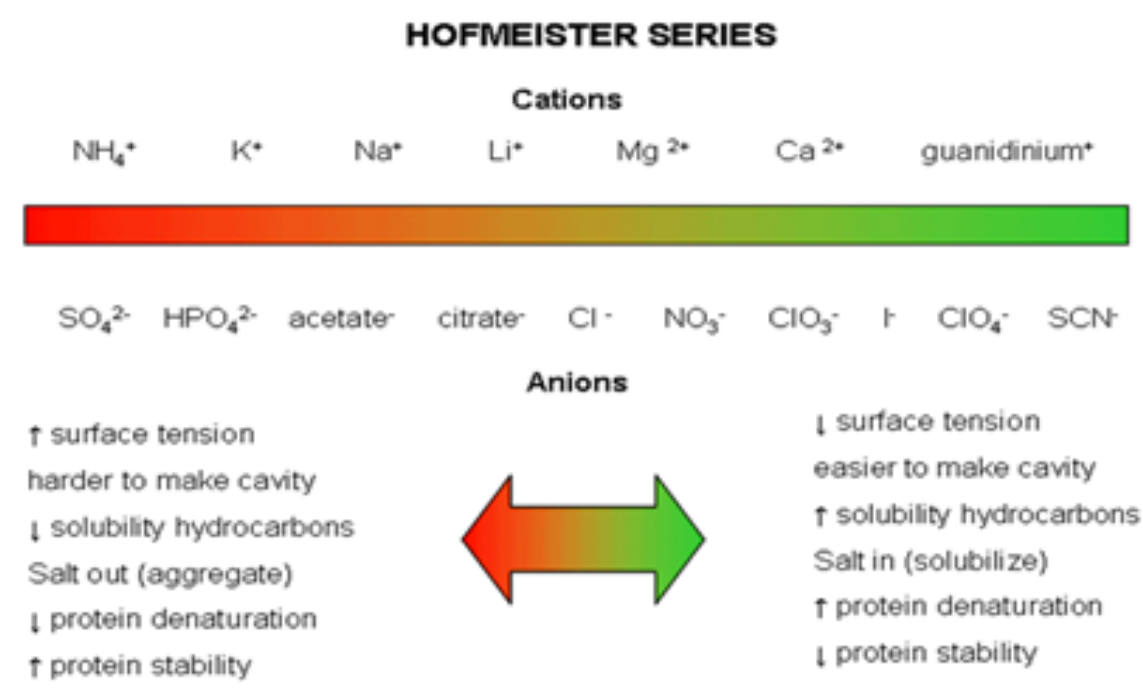 HOFMEISTER SERIES
Cations
NH₄⁺ K⁺ Na⁺ Li⁺ Mg ²⁺ Ca ²⁺ guanidinium⁺
SO₄²⁻ HPO₄²⁻ acetate⁻ citrate⁻ Cl ⁻ NO₃⁻ ClO₃⁻ I⁻ ClO₄⁻ SCN⁻
Anions
↑ surface tension
harder to make cavity
↓ solubility hydrocarbons
Salt out (aggregate)
↓ protein denaturation
↑ protein stability
↓ surface tension
easier to make cavity
↑ solubility hydrocarbons
Salt in (solubilize)
↑ protein denaturation
↓ protein stability